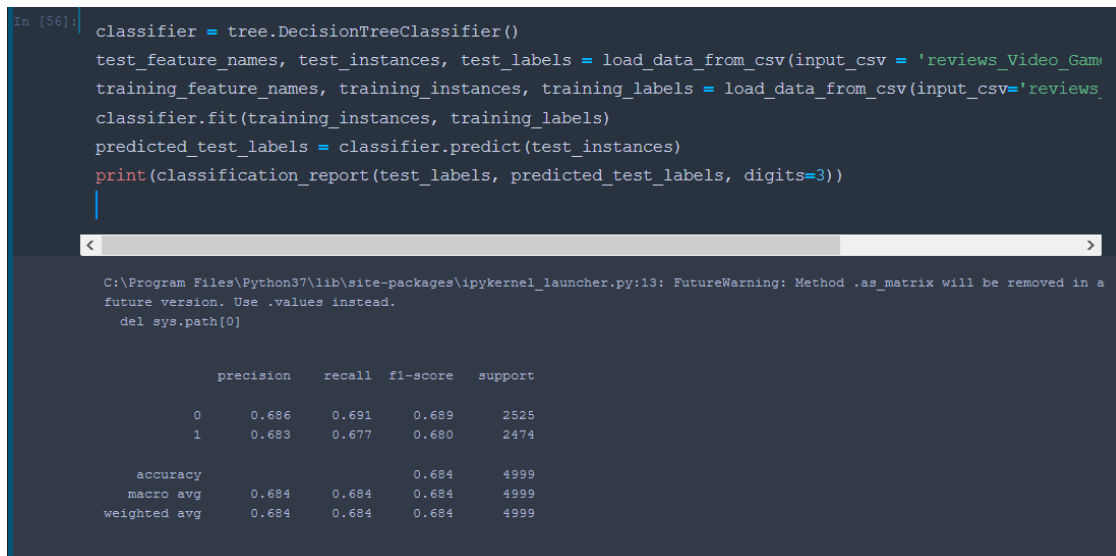 In [56]:
classifier = tree.DecisionTreeClassifier()
test_feature_names, test_instances, test_labels = load_data_from_csv(input_csv = 'reviews_Video_Game
training_feature_names, training_instances, training_labels = load_data_from_csv(input_csv='reviews_
classifier.fit(training_instances, training_labels)
predicted_test_labels = classifier.predict(test_instances)
print(classification_report(test_labels, predicted_test_labels, digits=3))
C:\Program Files\Python37\lib\site-packages\ipykernel_launcher.py:13: FutureWarning: Method .as_matrix will be removed in a
future version. Use .values instead.
  del sys.path[0]
precision recall f1-score support
0 0.686 0.691 0.689 2525
1 0.683 0.677 0.680 2474
accuracy 0.684 4999
macro avg 0.684 0.684 0.684 4999
weighted avg 0.684 0.684 0.684 4999